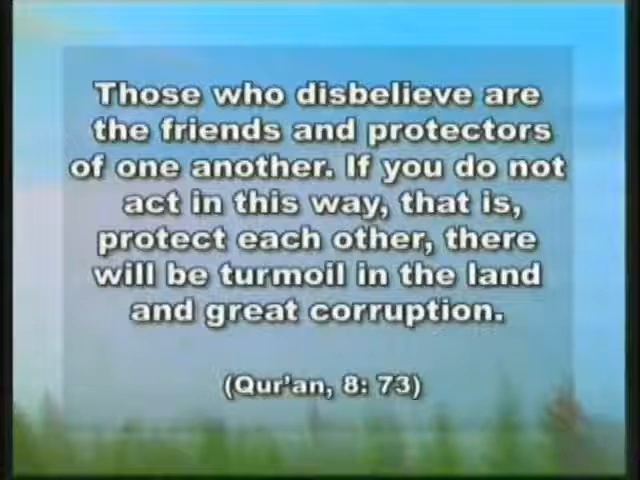 Those who disbelieve are
the friends and protectors
of one another. If you do not
act in this way, that is,
protect each other, there
will be turmoil in the land
and great corruption.
(Qur'an, 8: 73)